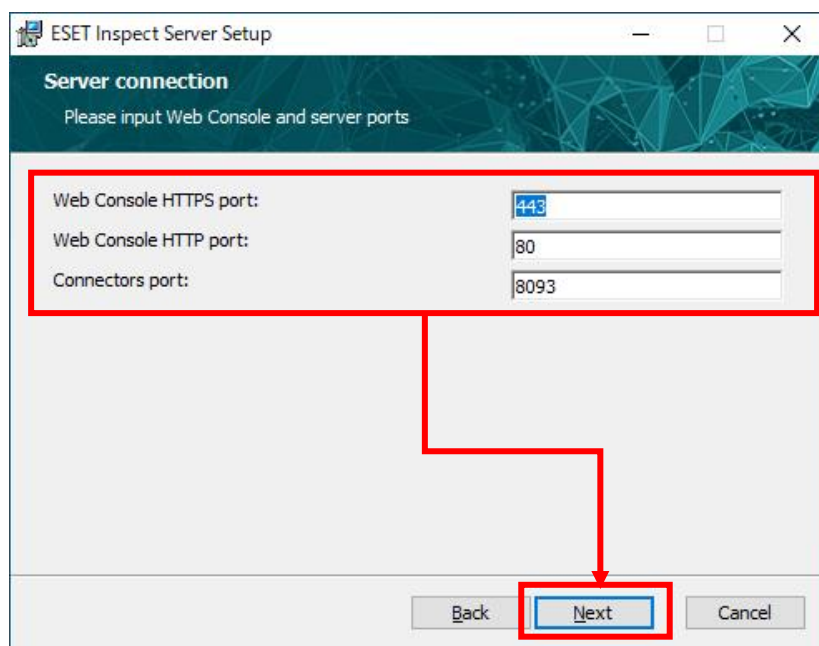 ESET Inspect Server Setup
Server connection
Please input Web Console and server ports
Web Console HTTPS port: 443
Web Console HTTP port: 80
Connectors port: 8093
Back Next Cancel